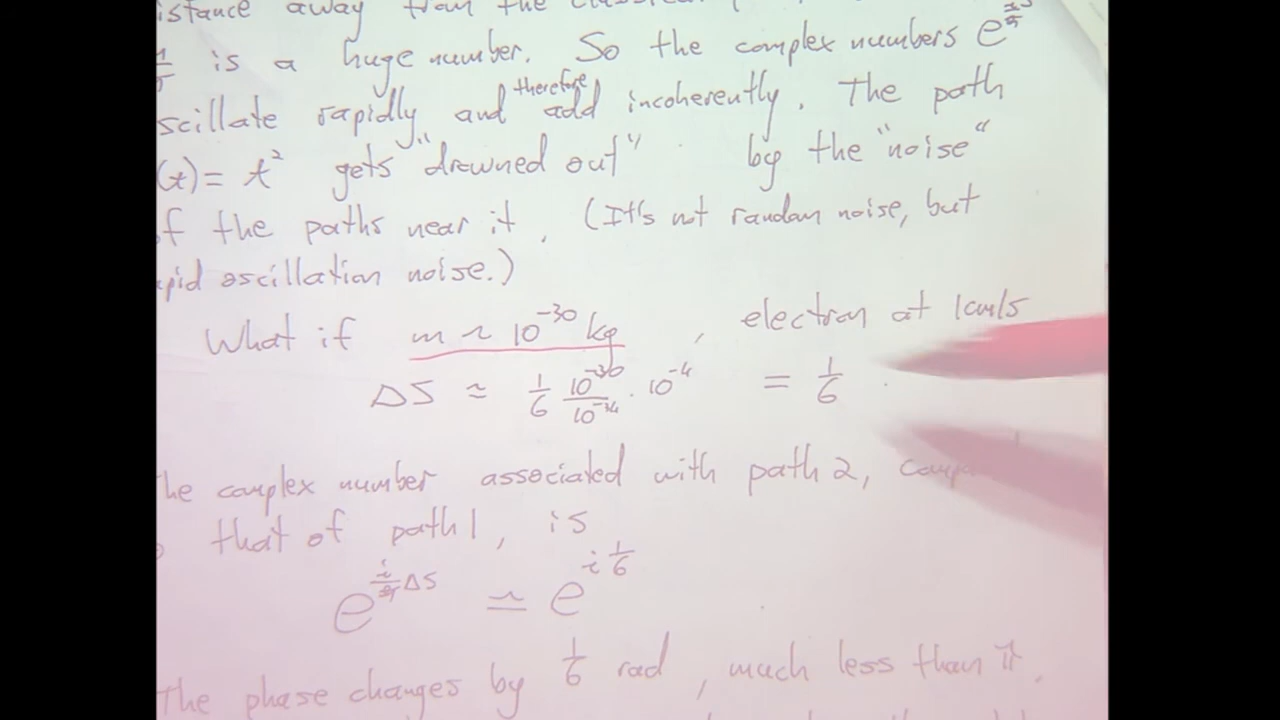 istance away from the
ħ is a huge number. So the complex numbers e^{i/ħ S}
scillate rapidly and therefore add incoherently. The path
(t) = t² gets "drowned out" by the "noise"
of the paths near it. (It's not random noise, but
apid oscillation noise.)
What if m ~ 10⁻³⁰ kg, electron at 1cm/s
ΔS ≈ 1/6 10⁻³⁰/10⁻³⁴ · 10⁻⁴ = 1/6.
he complex number associated with path 2,
o that of path 1, is
e^{i/ħ ΔS} ≃ e^{i 1/6}
The phase changes by 1/6 rad, much less than π.